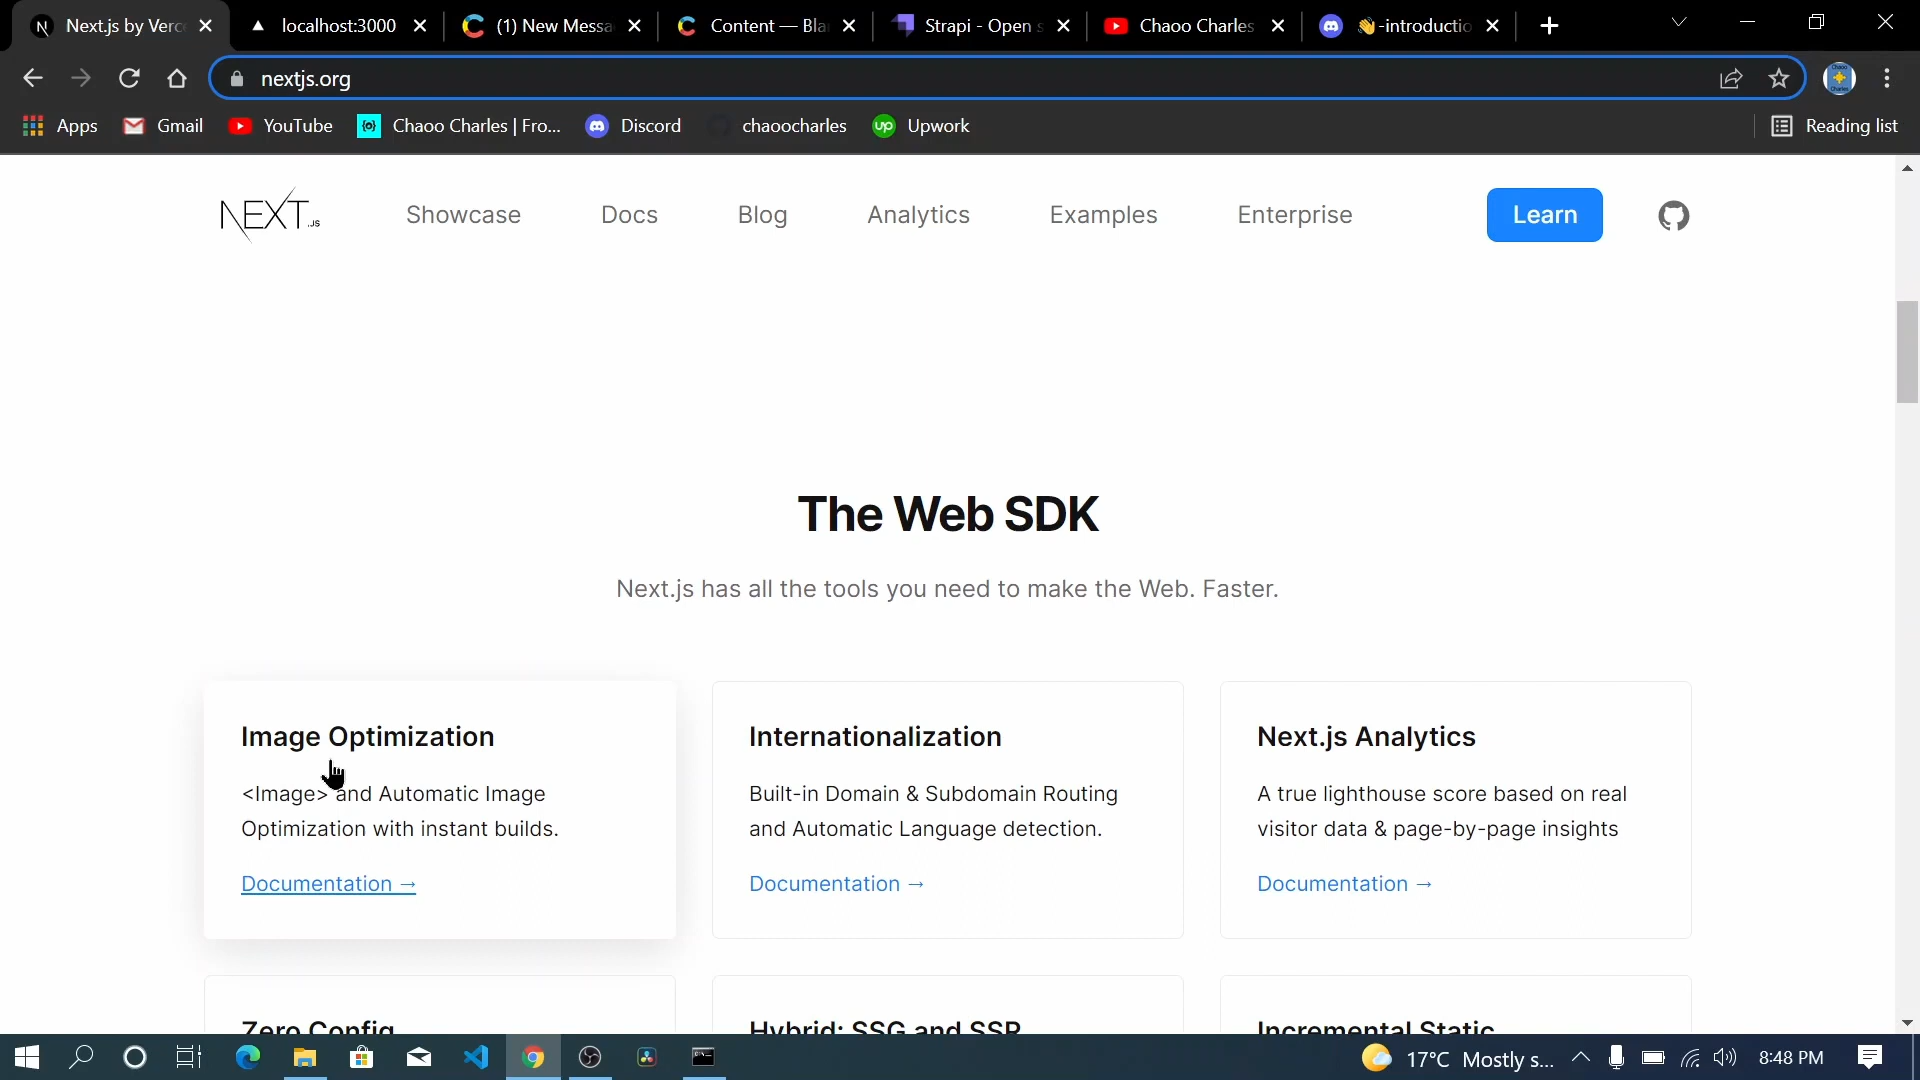 Next.js by Verc
localhost:3000
(1) New Messa
Content — Bla
Strapi - Open s
Chaoo Charles
👋-introductio
nextjs.org
Apps
Gmail
YouTube
Chaoo Charles | Fro...
Discord
chaoocharles
Upwork
Reading list
NEXT.JS
Showcase
Docs
Blog
Analytics
Examples
Enterprise
Learn
The Web SDK
Next.js has all the tools you need to make the Web. Faster.
Image Optimization
<Image> and Automatic Image
Optimization with instant builds.
Documentation →
Internationalization
Built-in Domain & Subdomain Routing
and Automatic Language detection.
Documentation →
Next.js Analytics
A true lighthouse score based on real
visitor data & page-by-page insights
Documentation →
Zero Config
Hybrid: SSG and SSR
Incremental Static
17°C Mostly s...
8:48 PM